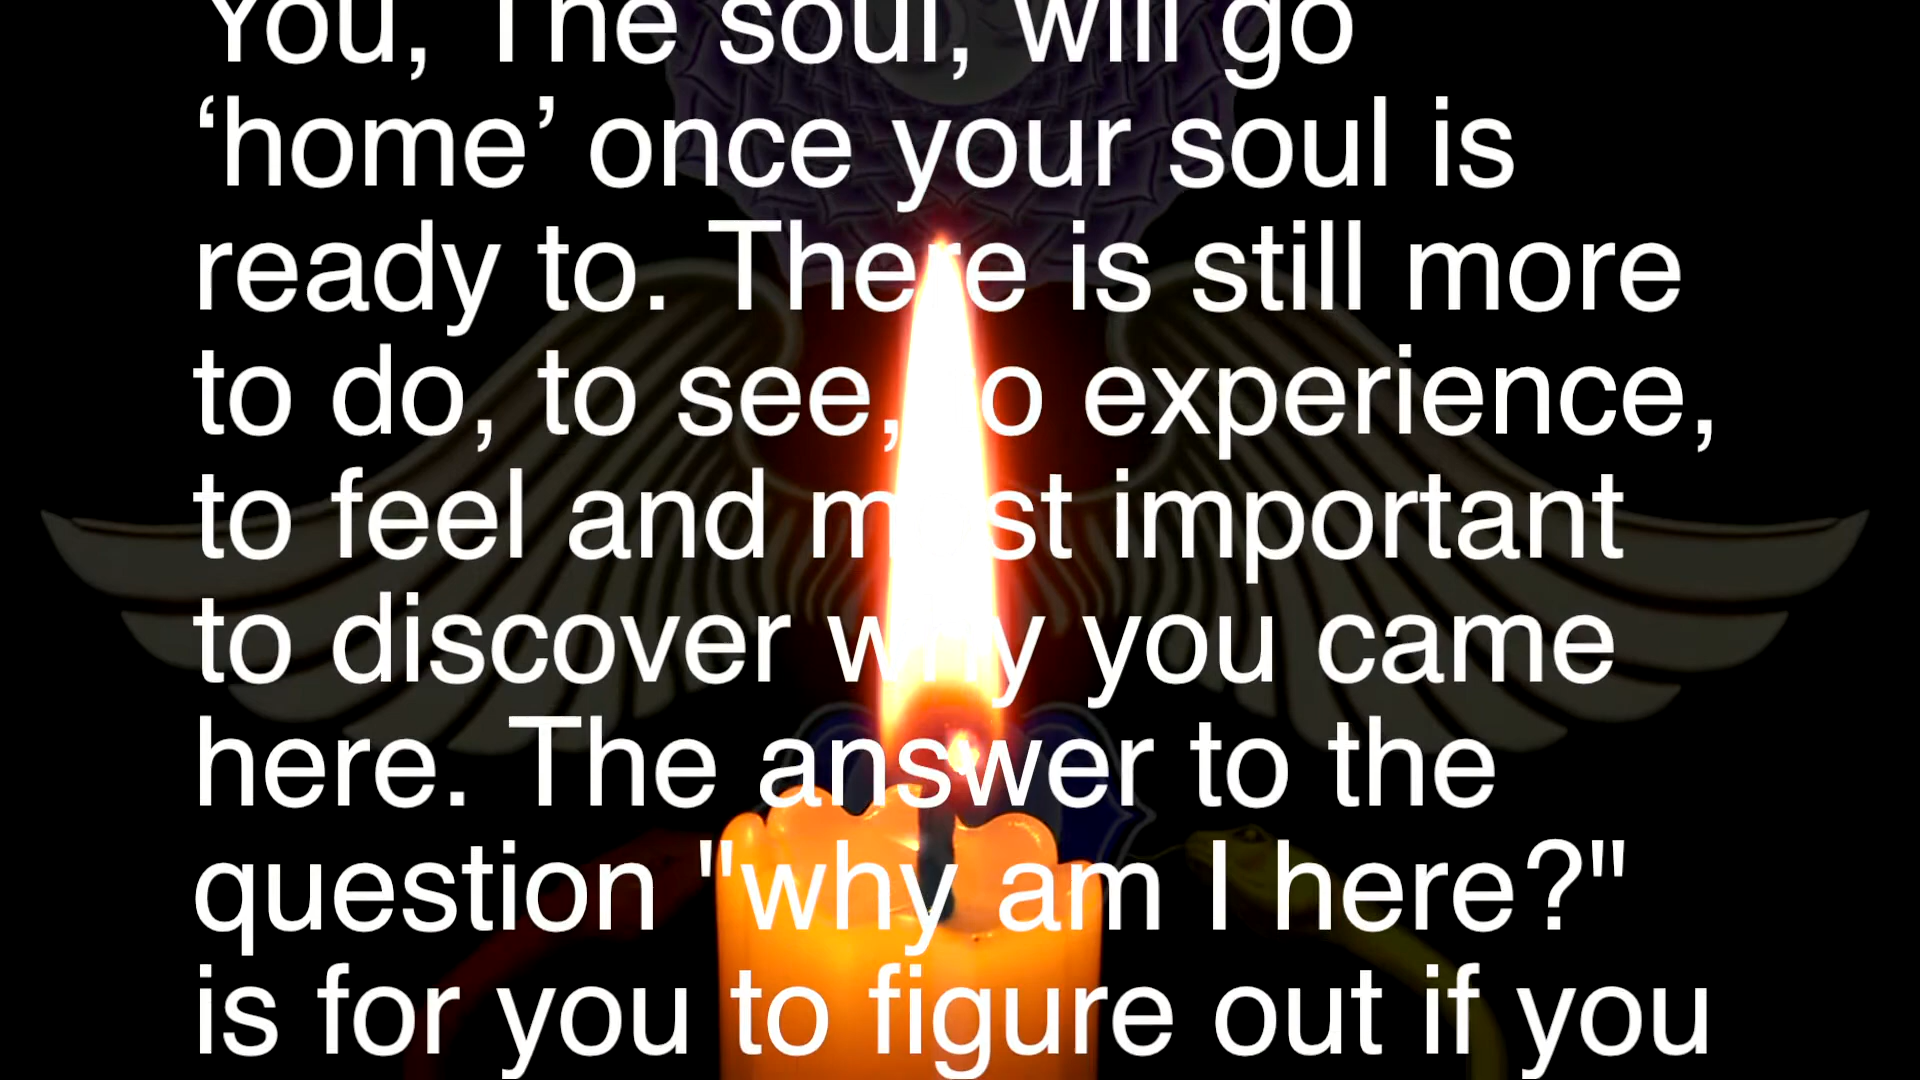 You, The soul, will go
‘home’ once your soul is
ready to. There is still more
to do, to see, to experience,
to feel and most important
to discover why you came
here. The answer to the
question "why am I here?"
is for you to figure out if you